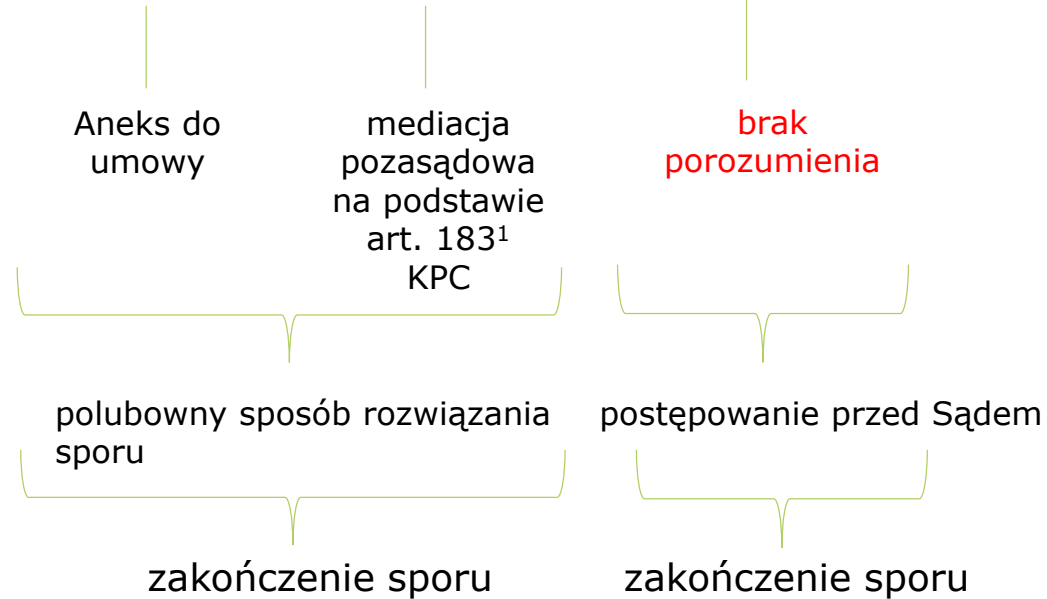 Aneks do
umowy
mediacja
pozasądowa
na podstawie
art. 183¹
KPC
brak
porozumienia
polubowny sposób rozwiązania
sporu
postępowanie przed Sądem
zakończenie sporu
zakończenie sporu